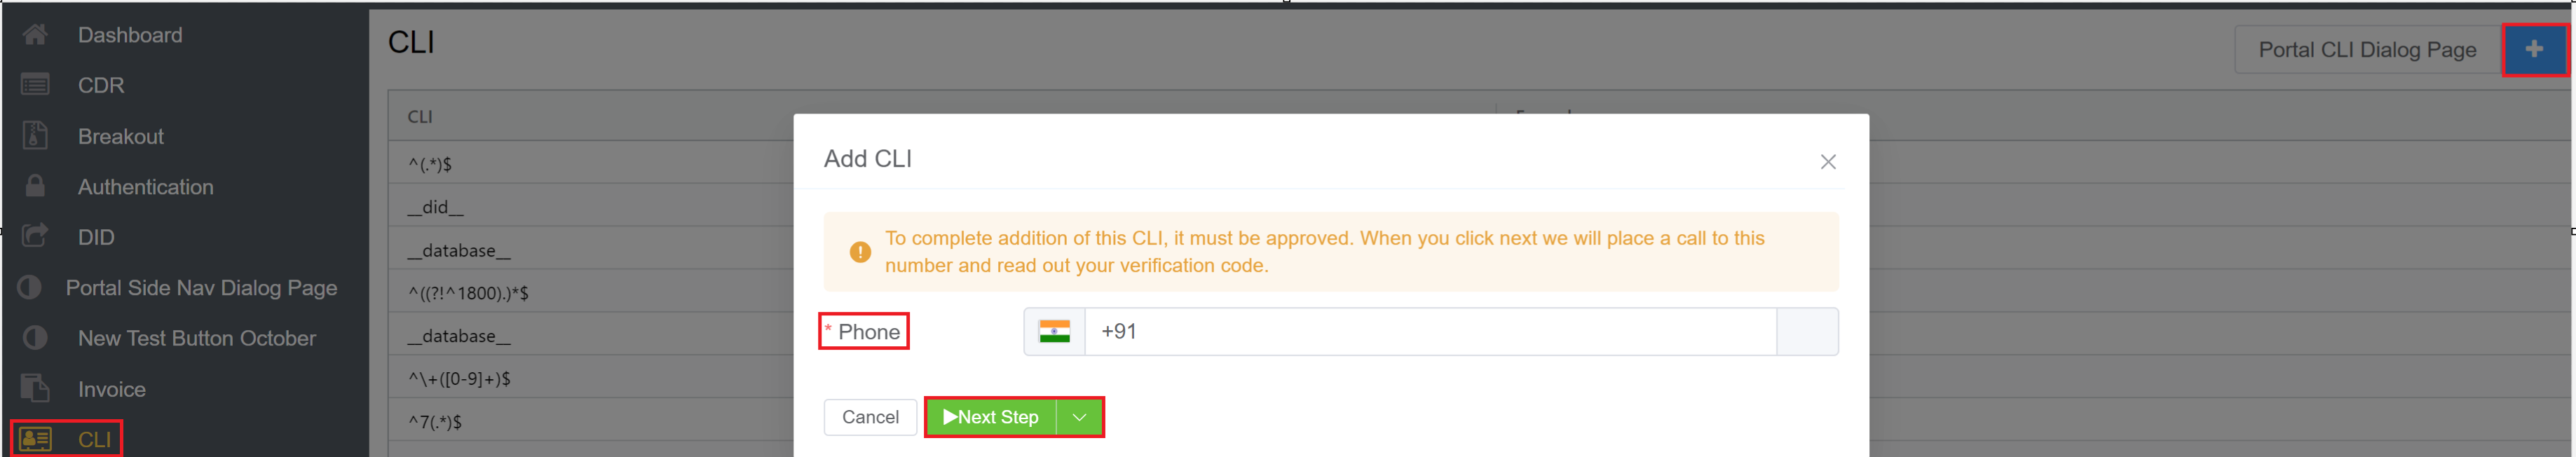 Dashboard
CDR
Breakout
Authentication
DID
Portal Side Nav Dialog Page
New Test Button October
Invoice
CLI
CLI
Portal CLI Dialog Page
CLI
^(.*)$
__did__
__database__
^((?!^1800).)*$
__database__
^\+([0-9]+)$
^7(.*)$
Add CLI
To complete addition of this CLI, it must be approved. When you click next we will place a call to this
number and read out your verification code.
* Phone
+91
Cancel
Next Step